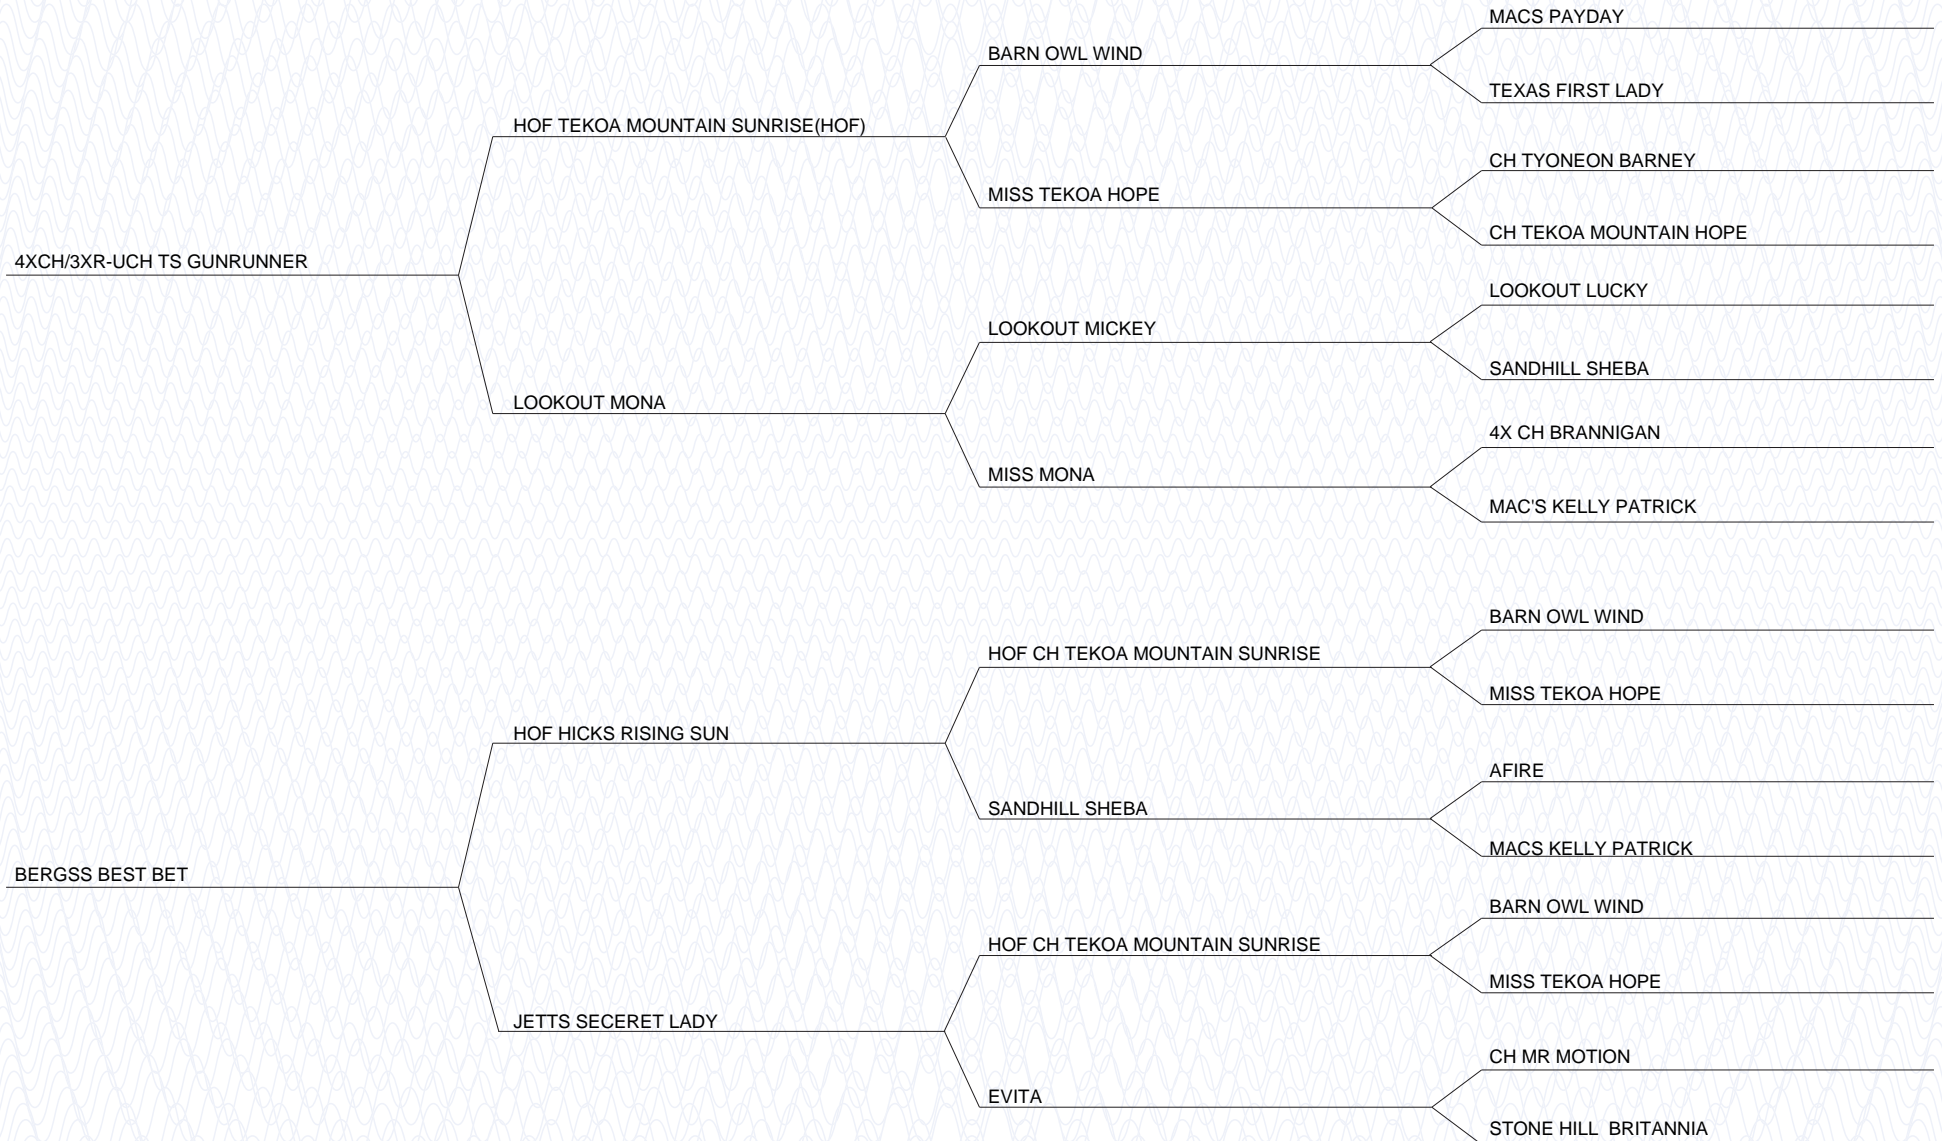 MACS PAYDAY
BARN OWL WIND
TEXAS FIRST LADY
HOF TEKOA MOUNTAIN SUNRISE(HOF)
CH TYONEON BARNEY
MISS TEKOA HOPE
CH TEKOA MOUNTAIN HOPE
4XCH/3XR-UCH TS GUNRUNNER
LOOKOUT LUCKY
LOOKOUT MICKEY
SANDHILL SHEBA
LOOKOUT MONA
4X CH BRANNIGAN
MISS MONA
MAC'S KELLY PATRICK
BARN OWL WIND
HOF CH TEKOA MOUNTAIN SUNRISE
MISS TEKOA HOPE
HOF HICKS RISING SUN
AFIRE
SANDHILL SHEBA
MACS KELLY PATRICK
BERGSS BEST BET
BARN OWL WIND
HOF CH TEKOA MOUNTAIN SUNRISE
MISS TEKOA HOPE
JETTS SECERET LADY
CH MR MOTION
EVITA
STONE HILL  BRITANNIA